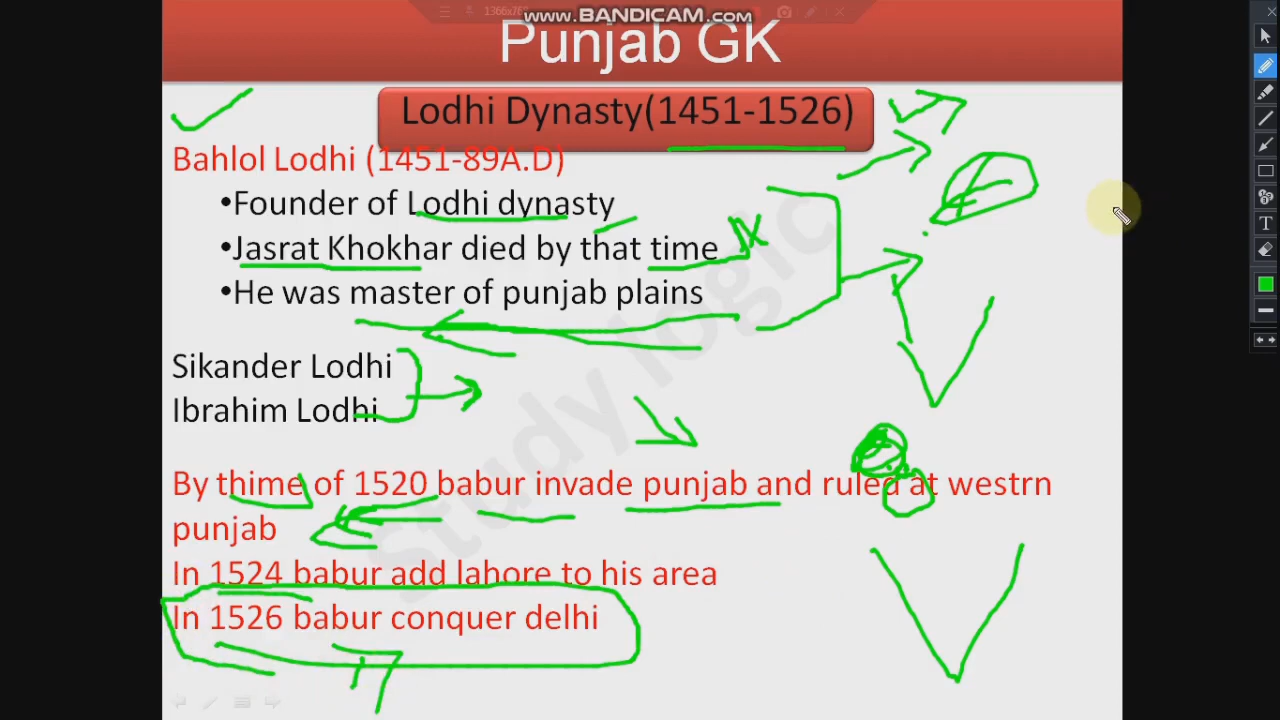 1366x768
www.BANDICAM.com
Punjab GK
Lodhi Dynasty(1451-1526)
Bahlol Lodhi (1451-89A.D)
•Founder of Lodhi dynasty
•Jasrat Khokhar died by that time
•He was master of punjab plains
Sikander Lodhi
Ibrahim Lodhi
By thime of 1520 babur invade punjab and ruled at westrn
punjab
In 1524 babur add lahore to his area
In 1526 babur conquer delhi
Study logic
T